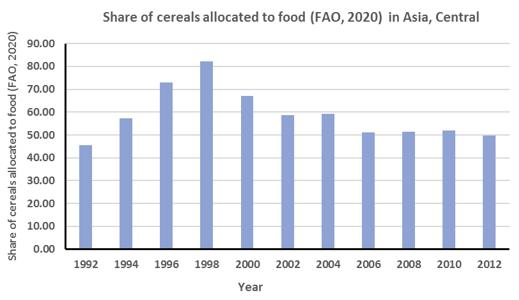 Share of cereals allocated to food (FAO, 2020) in Asia, Central
Share of cereals allocated to food (FAO, 2020)
90.00
80.00
70.00
60.00
50.00
40.00
30.00
20.00
10.00
0.00
1992 1994 1996 1998 2000 2002 2004 2006 2008 2010 2012
Year